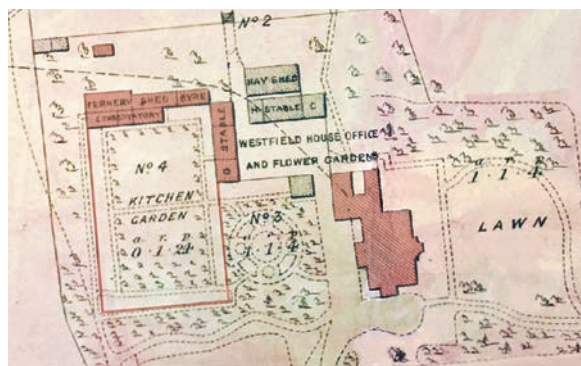 No 2
HAY SHED
FERNERY SHED BYRE
CONSERVATORY
STABLE
H STABLE C
WESTFIELD HOUSE OFFICE
AND FLOWER GARDENS
No 4
KITCHEN
GARDEN
a r p
0 1 24
G
No 3
a r p
1 1 4
a r p
1 1 4
LAWN